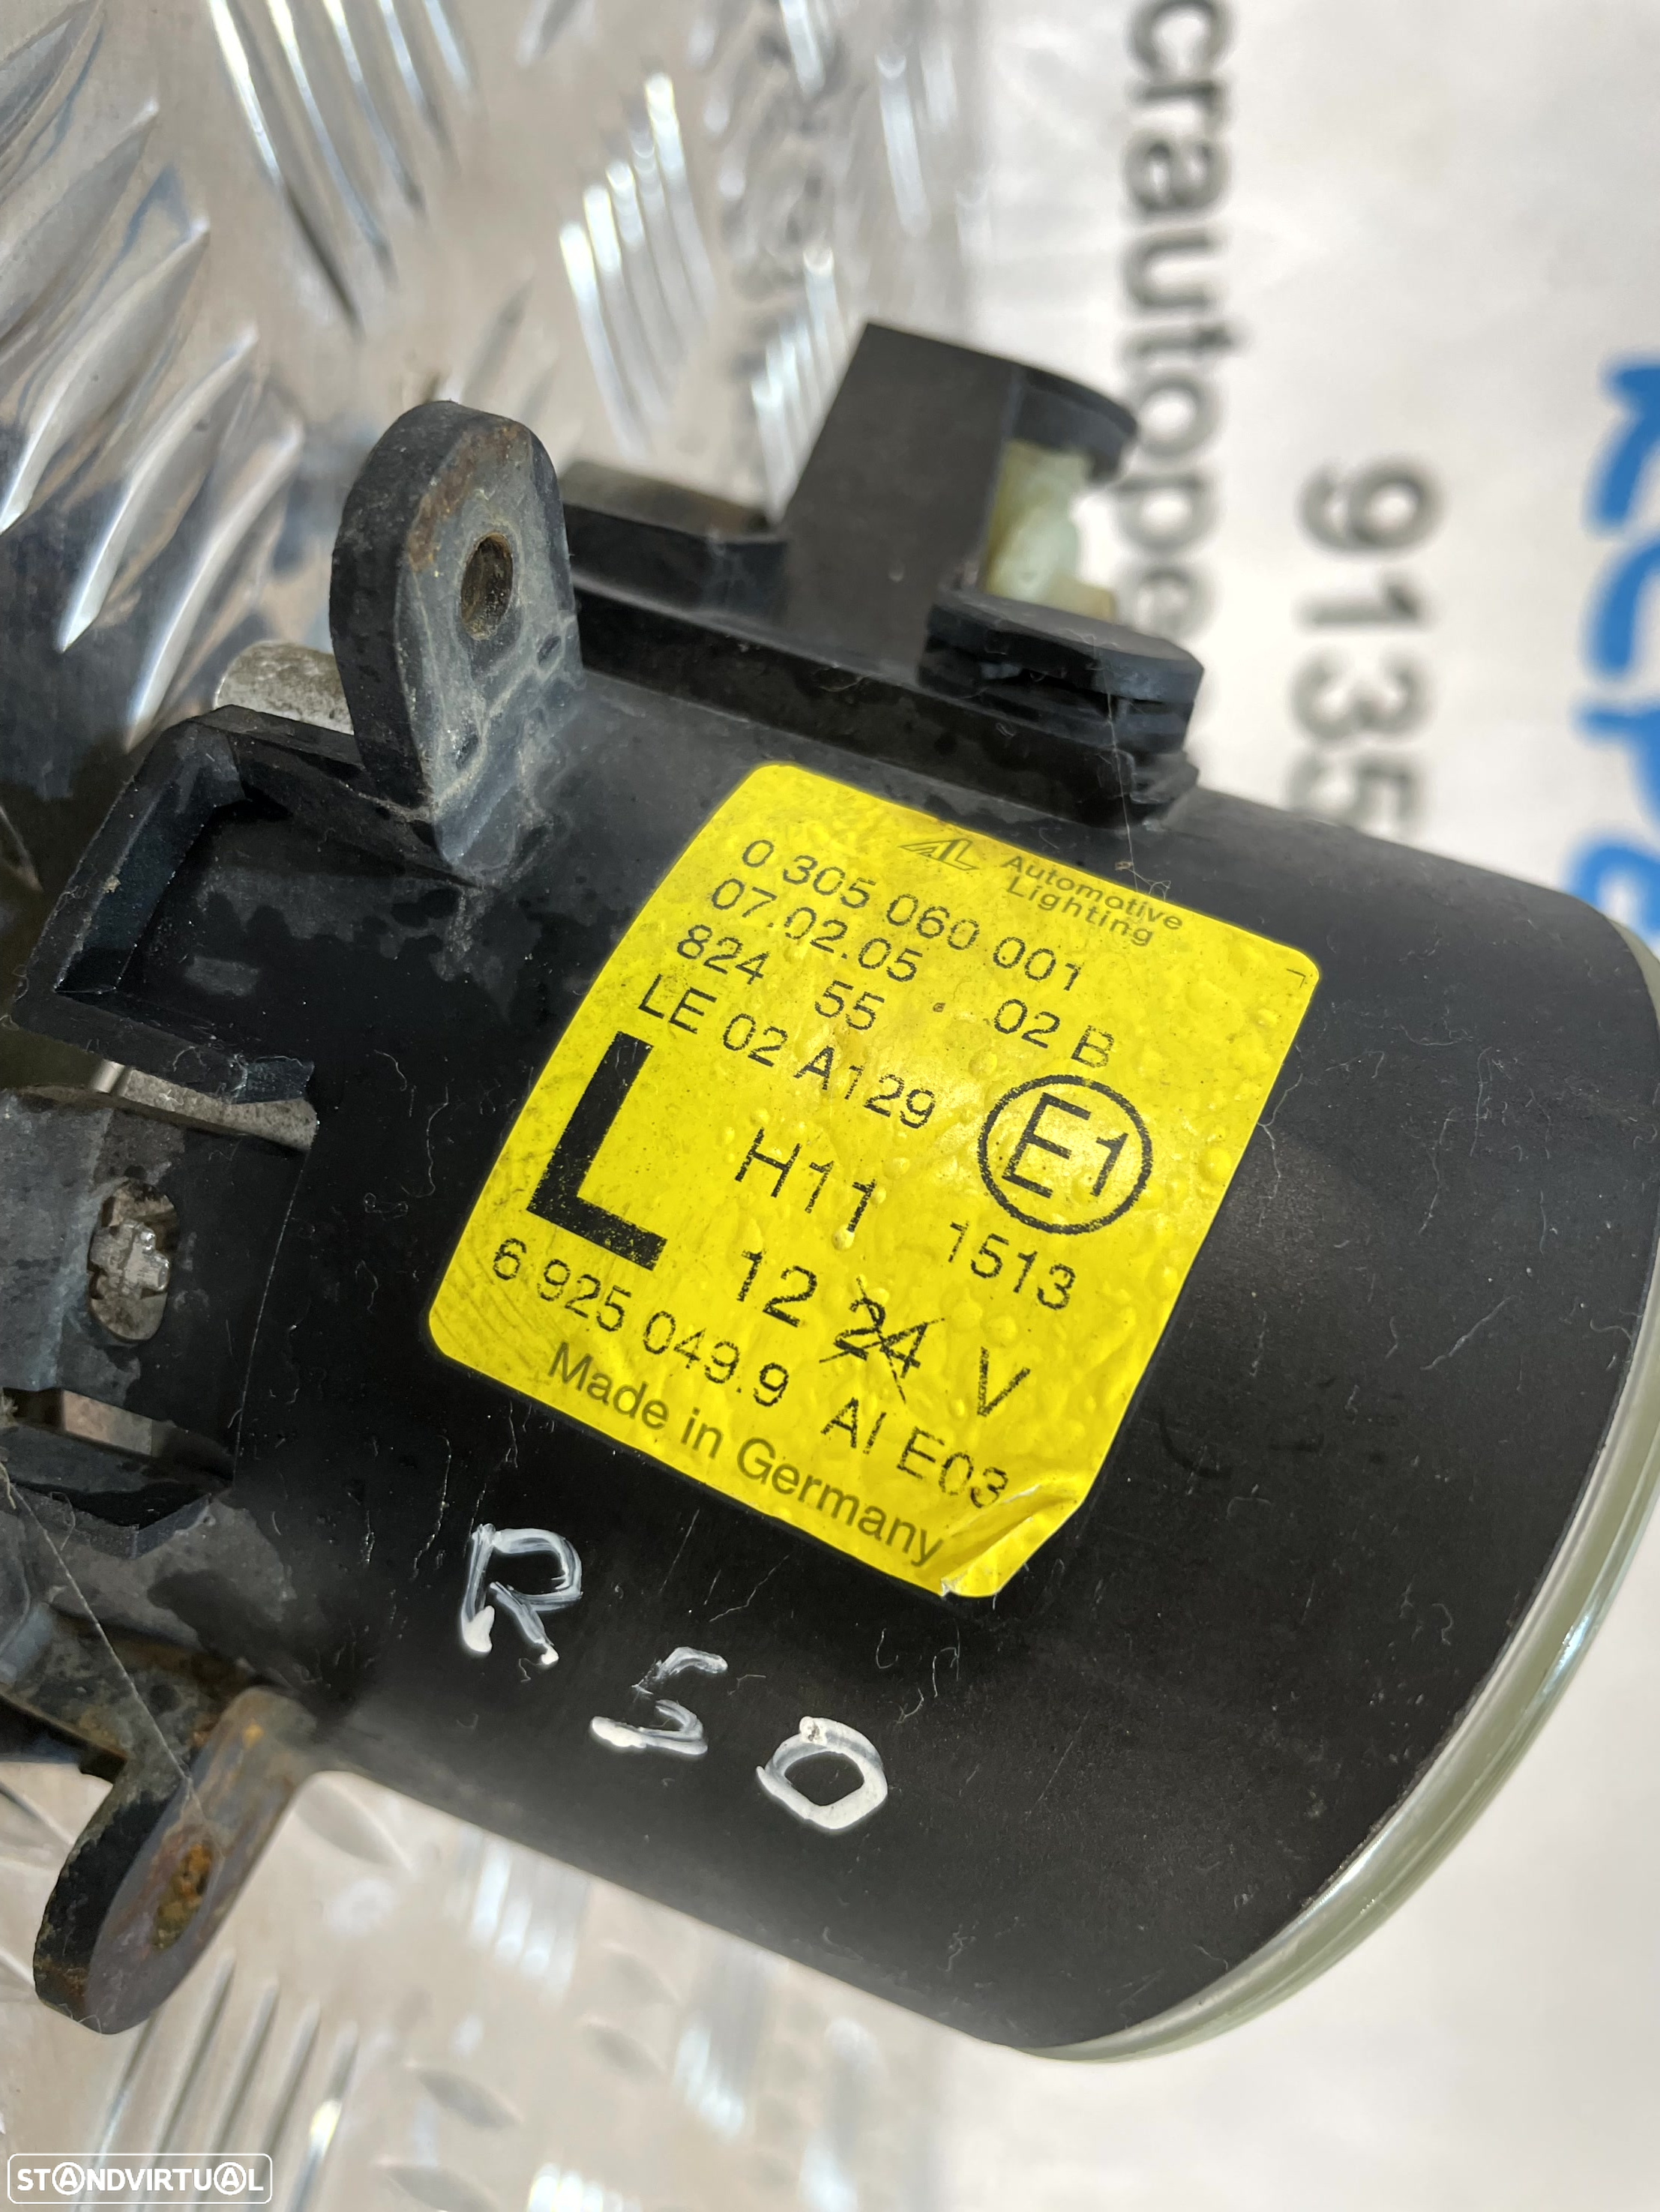 crautope
9135
AL Automotive
Lighting
0 305 060 001
07.02.05
824 55 · 02 B
LE 02 A129
E1
L H11 1513
12 24 V
6 925 049.9 AI E03
Made in Germany
R50
STANDVIRTUAL